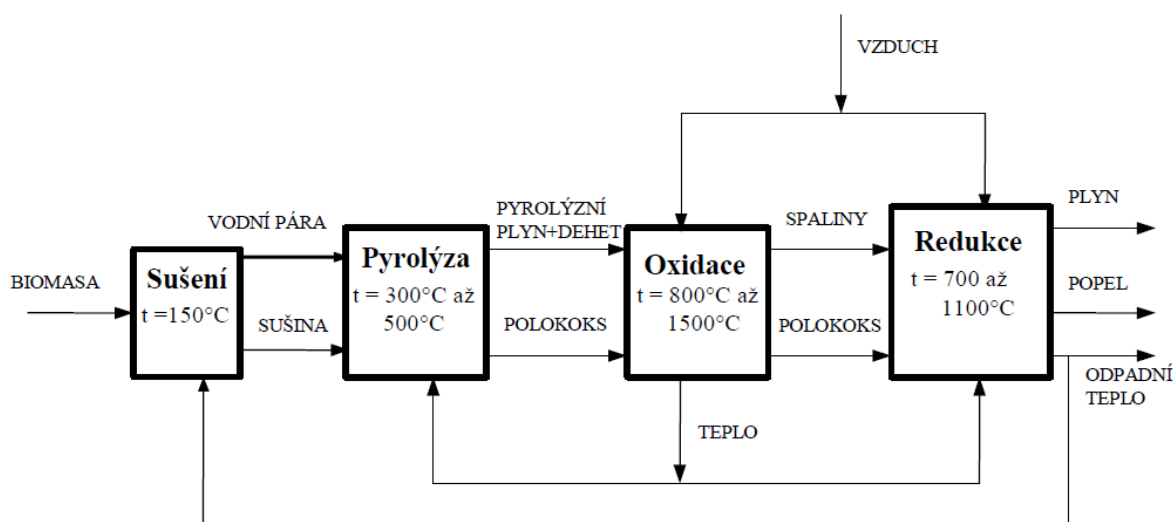 VZDUCH
BIOMASA
Sušení
t =150°C
VODNÍ PÁRA
SUŠINA
Pyrolýza
t = 300°C až
500°C
PYROLÝZNÍ
PLYN+DEHET
POLOKOKS
Oxidace
t = 800°C až
1500°C
TEPLO
SPALINY
POLOKOKS
Redukce
t = 700 až
1100°C
PLYN
POPEL
ODPADNÍ
TEPLO